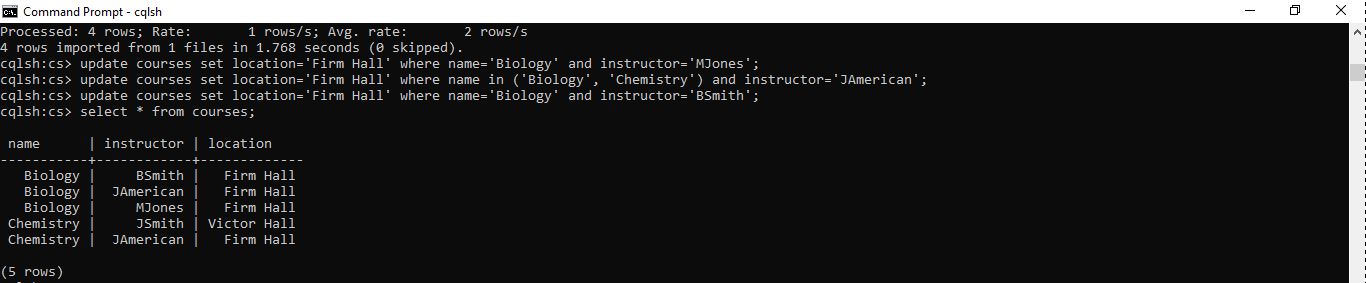 Command Prompt - cqlsh
Processed: 4 rows; Rate:       1 rows/s; Avg. rate:       2 rows/s
4 rows imported from 1 files in 1.768 seconds (0 skipped).
cqlsh:cs> update courses set location='Firm Hall' where name='Biology' and instructor='MJones';
cqlsh:cs> update courses set location='Firm Hall' where name in ('Biology', 'Chemistry') and instructor='JAmerican';
cqlsh:cs> update courses set location='Firm Hall' where name='Biology' and instructor='BSmith';
cqlsh:cs> select * from courses;
 name      | instructor | location
-----------+------------+-------------
   Biology |     BSmith |   Firm Hall
   Biology |  JAmerican |   Firm Hall
   Biology |     MJones |   Firm Hall
 Chemistry |     JSmith | Victor Hall
 Chemistry |  JAmerican |   Firm Hall
(5 rows)